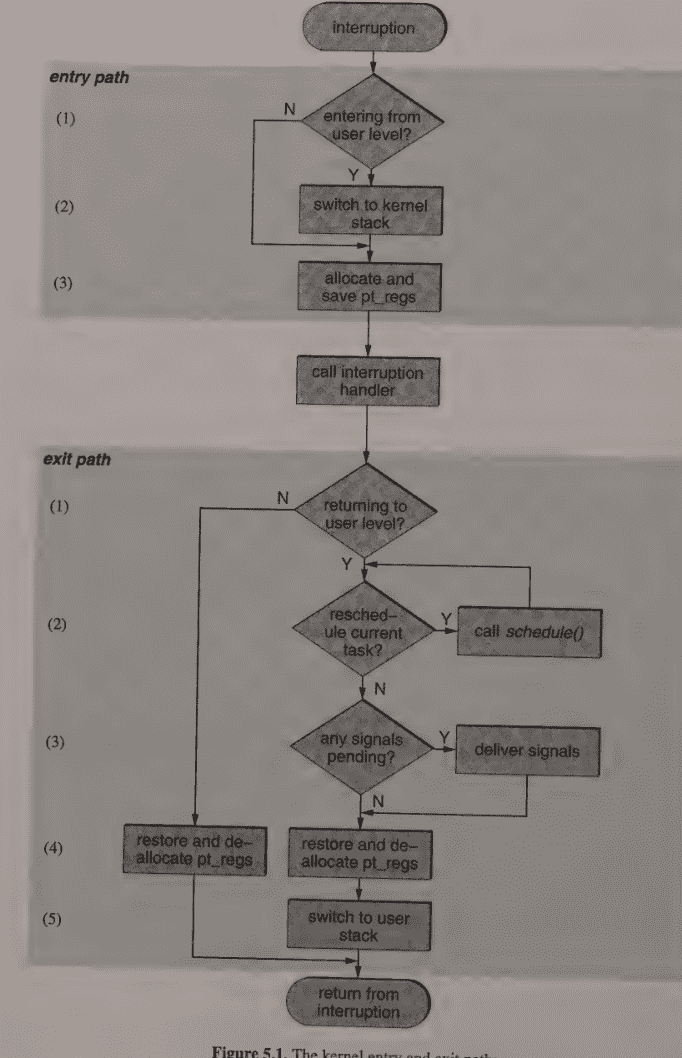 interruption
entry path
(1)
N
entering from
user level?
Y
(2)
switch to kernel
stack
(3)
allocate and
save pt_regs
call interruption
handler
exit path
(1)
N
returning to
user level?
Y
(2)
resched–
ule current
task?
Y
call schedule()
N
(3)
any signals
pending?
Y
deliver signals
N
(4)
restore and de–
allocate pt_regs
restore and de–
allocate pt_regs
(5)
switch to user
stack
return from
interruption
Figure 5.1. The kernel entry and exit paths